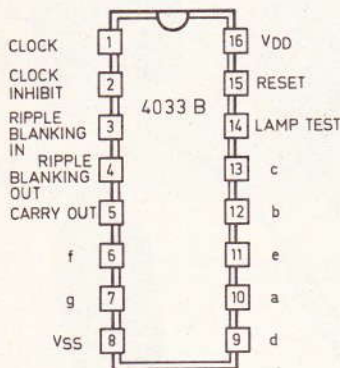 CLOCK 1 16 VDD
CLOCK
INHIBIT 2 15 RESET
4033 B
RIPPLE
BLANKING
IN 3 14 LAMP TEST
RIPPLE
BLANKING
OUT 4 13 c
CARRY OUT 5 12 b
f 6 11 e
g 7 10 a
VSS 8 9 d